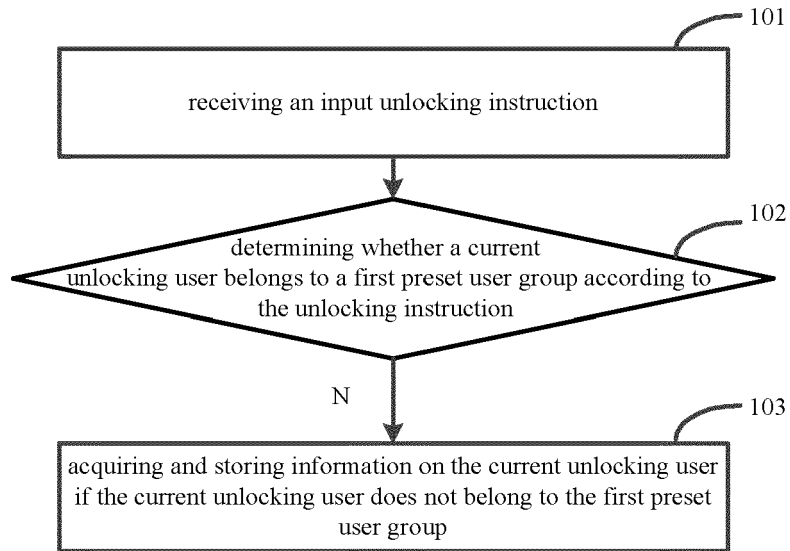 101
receiving an input unlocking instruction
102
determining whether a current
unlocking user belongs to a first preset user group according to
the unlocking instruction
N
103
acquiring and storing information on the current unlocking user
if the current unlocking user does not belong to the first preset
user group